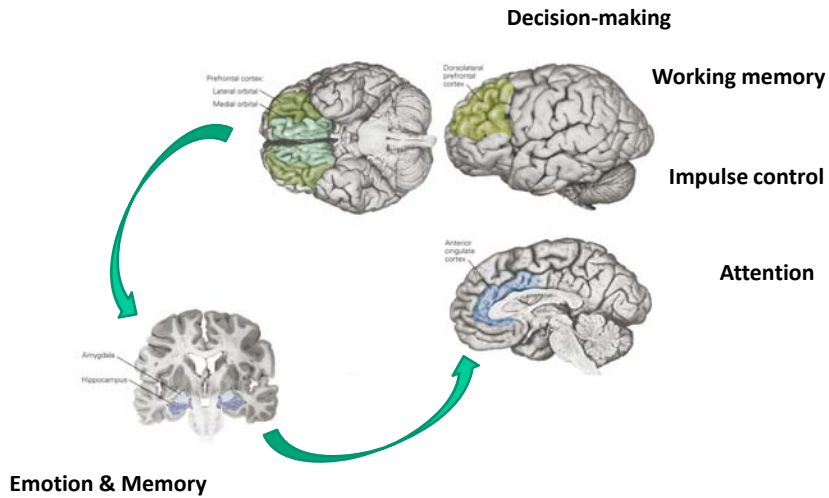 Decision-making
Prefrontal cortex:
Lateral orbital
Medial orbital
Dorsolateral
prefrontal
cortex
Working memory
Impulse control
Anterior
cingulate
cortex
Attention
Amygdala
Hippocampus
Emotion & Memory